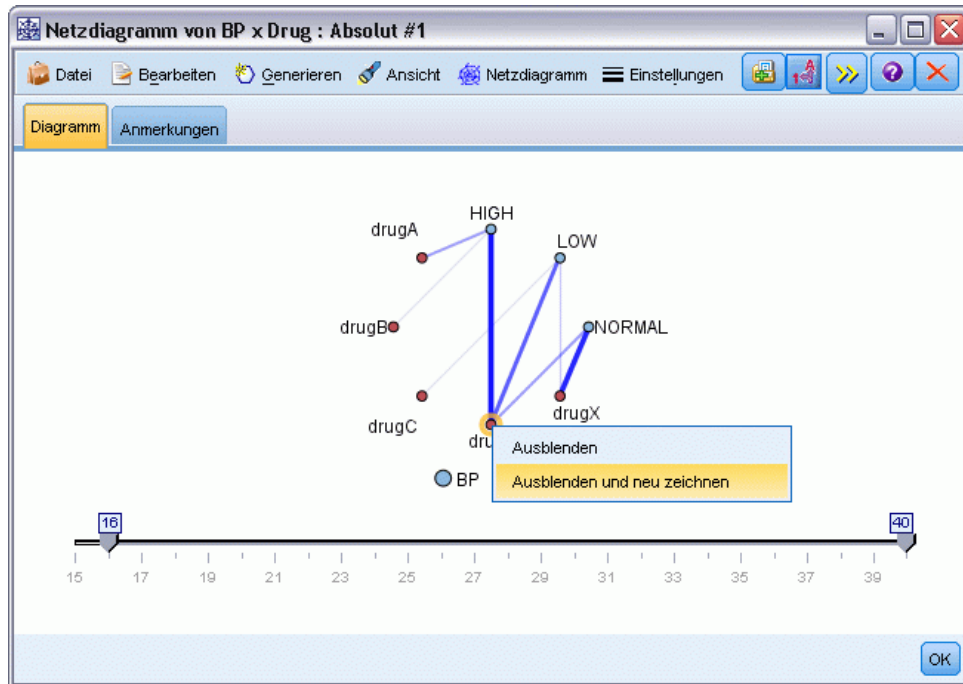 Netzdiagramm von BP x Drug : Absolut #1
Datei Bearbeiten Generieren Ansicht Netzdiagramm Einstellungen
Diagramm Anmerkungen
HIGH
drugA
LOW
drugB
NORMAL
drugC
drugX
dru
Ausblenden
BP
Ausblenden und neu zeichnen
16 40
15 17 19 21 23 25 27 29 31 33 35 37 39
OK